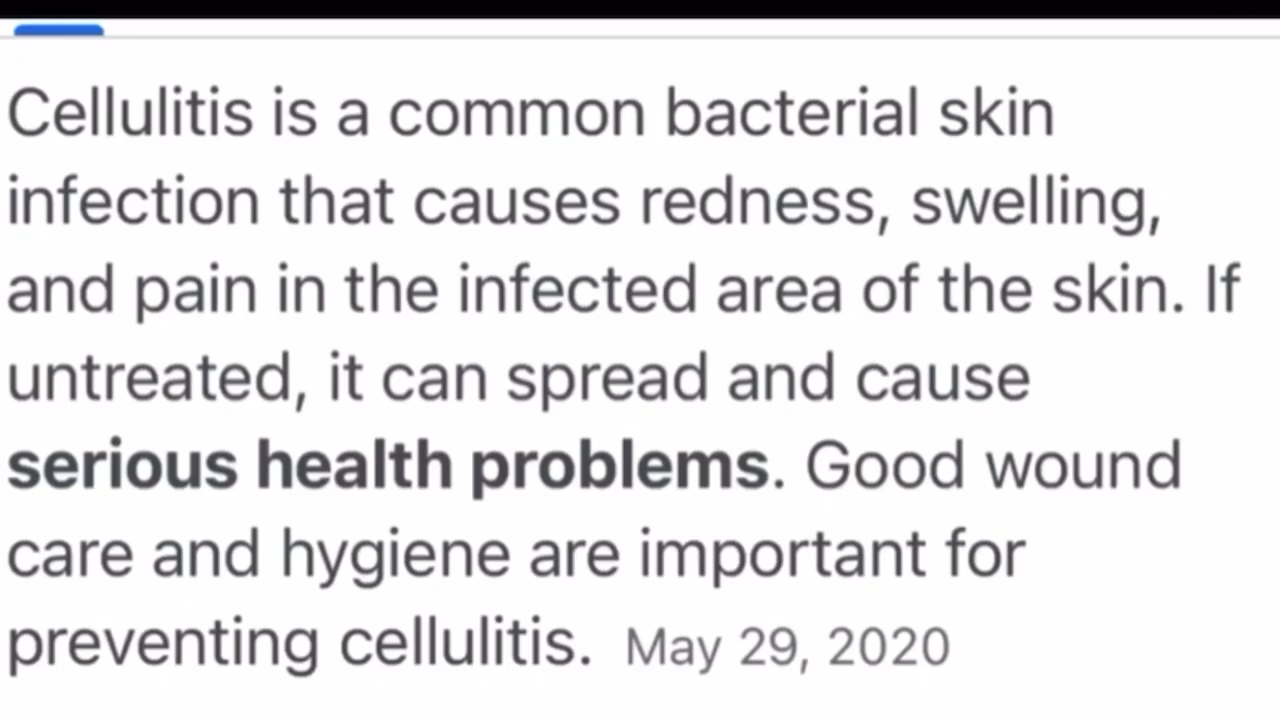 Cellulitis is a common bacterial skin
infection that causes redness, swelling,
and pain in the infected area of the skin. If
untreated, it can spread and cause
serious health problems. Good wound
care and hygiene are important for
preventing cellulitis. May 29, 2020